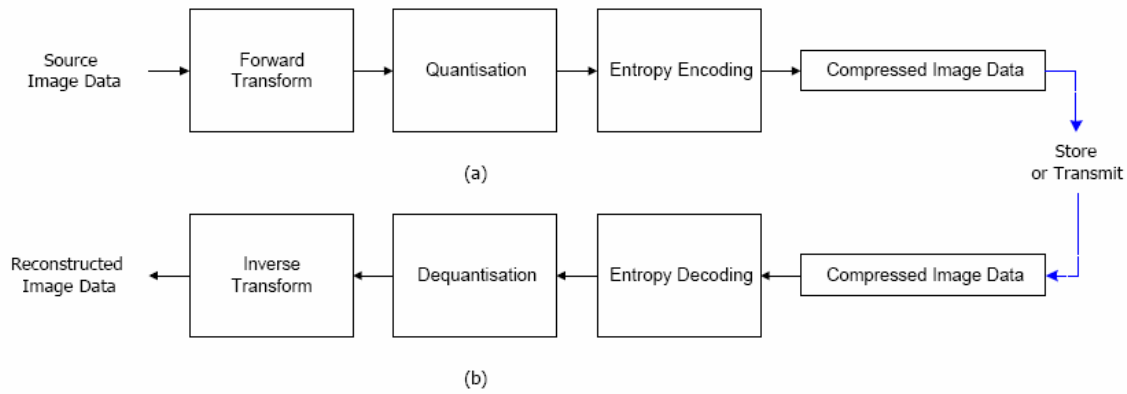 Source
Image Data
Forward
Transform
Quantisation
Entropy Encoding
Compressed Image Data
(a)
Store
or Transmit
Reconstructed
Image Data
Inverse
Transform
Dequantisation
Entropy Decoding
Compressed Image Data
(b)